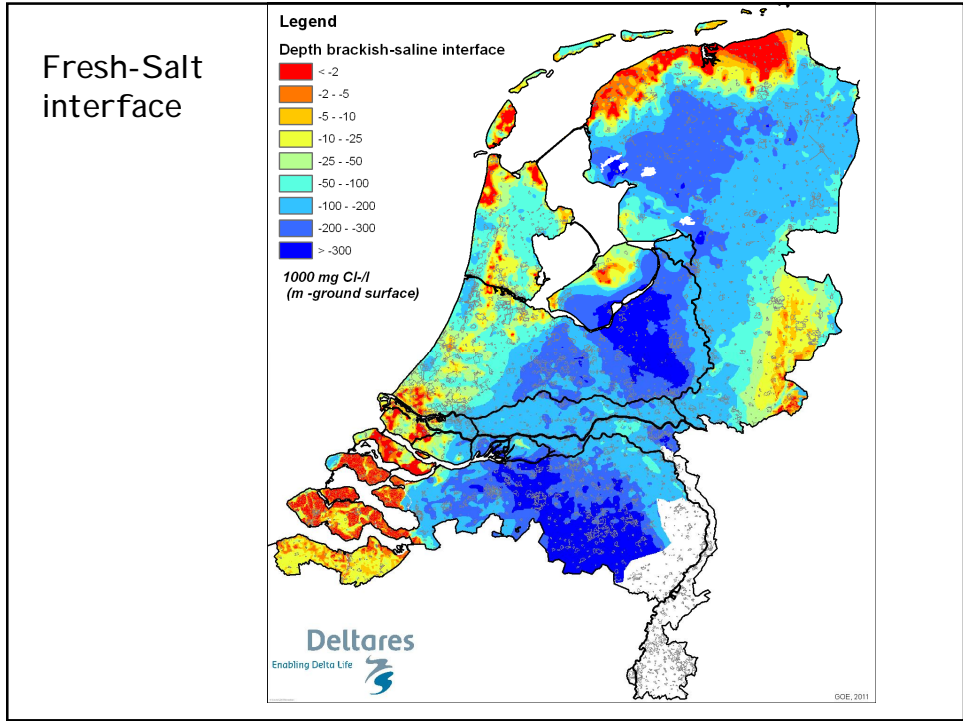 Fresh-Salt
interface
Legend
Depth brackish-saline interface
< -2
-2 - -5
-5 - -10
-10 - -25
-25 - -50
-50 - -100
-100 - -200
-200 - -300
> -300
1000 mg Cl-/l
(m -ground surface)
Deltares
Enabling Delta Life
GOE, 2011